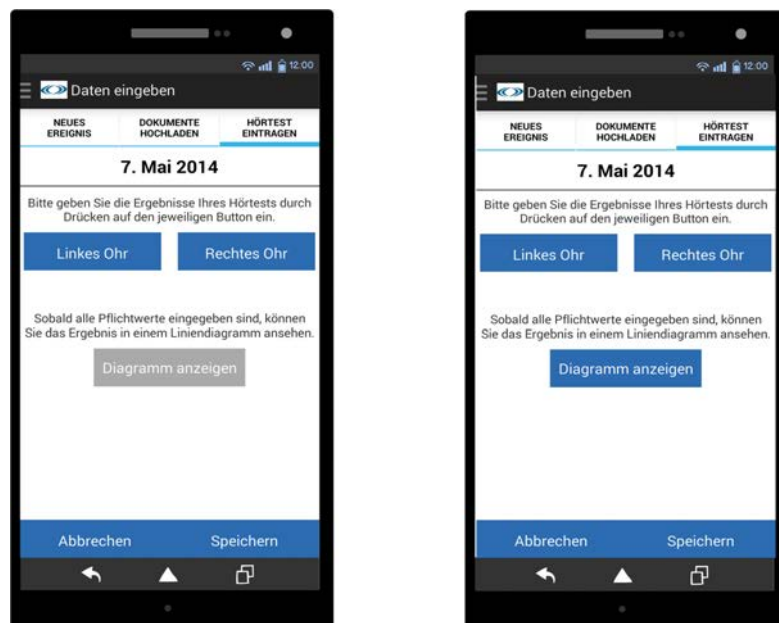 12:00
Daten eingeben
NEUES EREIGNIS
DOKUMENTE HOCHLADEN
HÖRTEST EINTRAGEN
7. Mai 2014
Bitte geben Sie die Ergebnisse Ihres Hörtests durch
Drücken auf den jeweiligen Button ein.
Linkes Ohr
Rechtes Ohr
Sobald alle Pflichtwerte eingegeben sind, können
Sie das Ergebnis in einem Liniendiagramm ansehen.
Diagramm anzeigen
Abbrechen
Speichern
12:00
Daten eingeben
NEUES EREIGNIS
DOKUMENTE HOCHLADEN
HÖRTEST EINTRAGEN
7. Mai 2014
Bitte geben Sie die Ergebnisse Ihres Hörtests durch
Drücken auf den jeweiligen Button ein.
Linkes Ohr
Rechtes Ohr
Sobald alle Pflichtwerte eingegeben sind, können
Sie das Ergebnis in einem Liniendiagramm ansehen.
Diagramm anzeigen
Abbrechen
Speichern